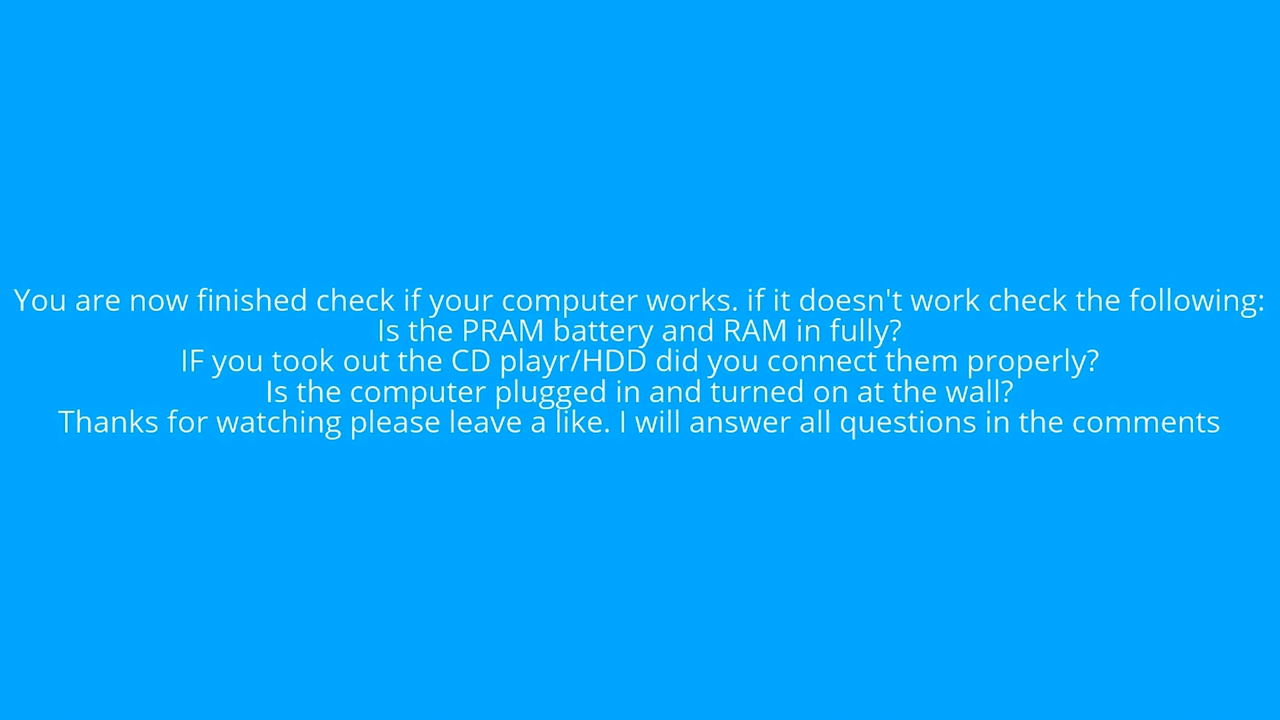 You are now finished check if your computer works. if it doesn't work check the following:
Is the PRAM battery and RAM in fully?
IF you took out the CD playr/HDD did you connect them properly?
Is the computer plugged in and turned on at the wall?
Thanks for watching please leave a like. I will answer all questions in the comments